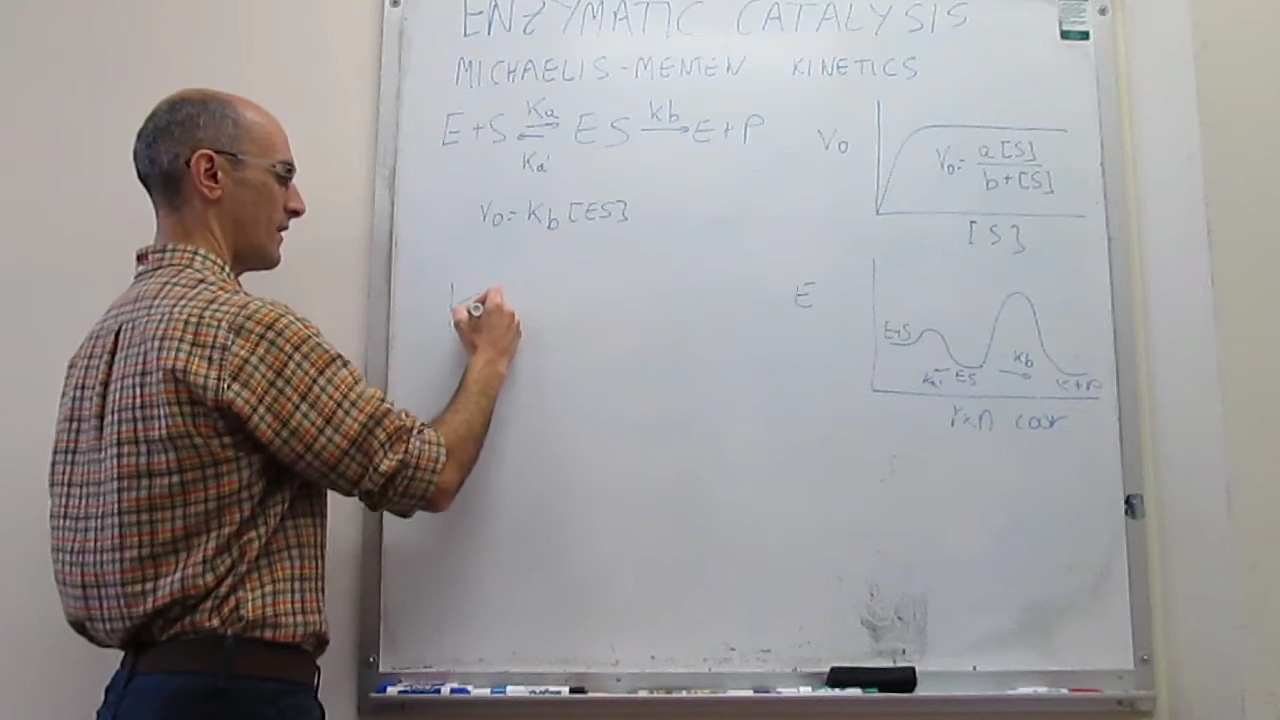 ENZYMATIC CATALYSIS
MICHAELIS-MENTEN KINETICS
E+S ⇌ ES → E+P
Ka
Ka'
kb
V0 = Kb [ES]
V0
V0 = a[S] / b+[S]
[S]
E
E+S
Ka'
ES
kb
E+P
rxn coor